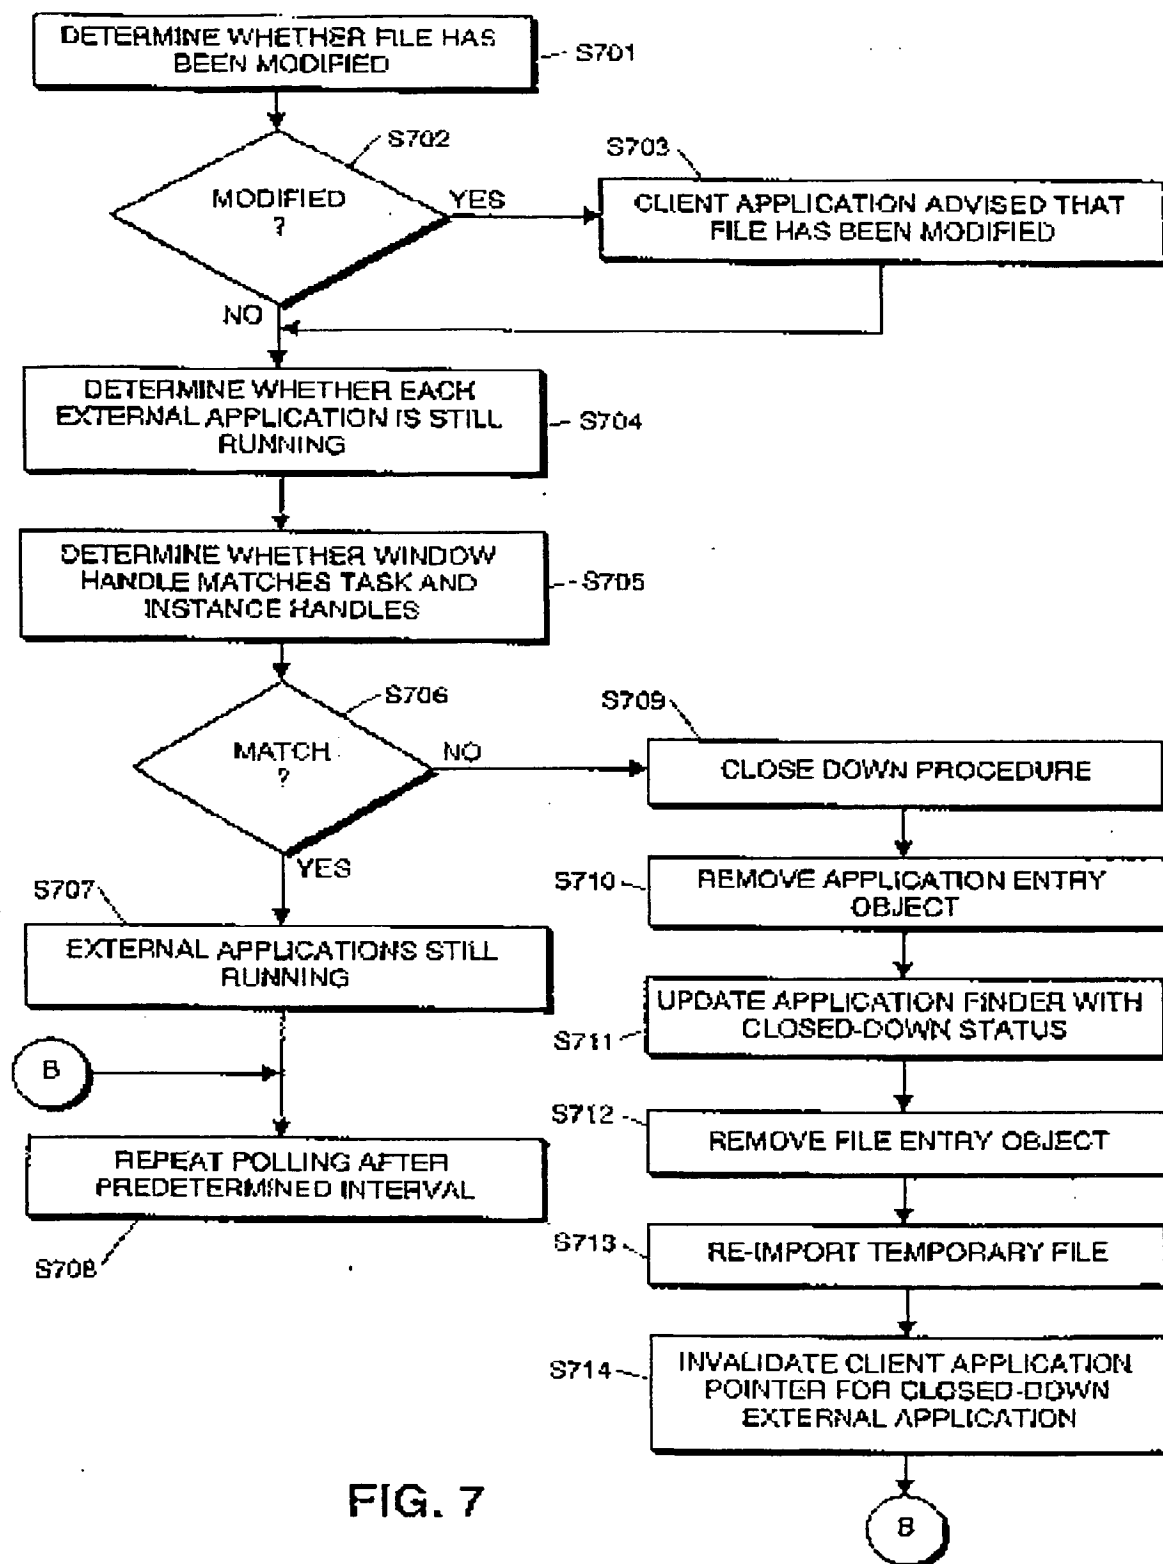 DETERMINE WHETHER FILE HAS
BEEN MODIFIED
S701
S702
MODIFIED
?
YES
NO
S703
CLIENT APPLICATION ADVISED THAT
FILE HAS BEEN MODIFIED
DETERMINE WHETHER EACH
EXTERNAL APPLICATION IS STILL
RUNNING
S704
DETERMINE WHETHER WINDOW
HANDLE MATCHES TASK AND
INSTANCE HANDLES
S705
S706
MATCH
?
NO
YES
S707
EXTERNAL APPLICATIONS STILL
RUNNING
B
REPEAT POLLING AFTER
PREDETERMINED INTERVAL
S708
S709
CLOSE DOWN PROCEDURE
S710
REMOVE APPLICATION ENTRY
OBJECT
UPDATE APPLICATION FINDER WITH
CLOSED-DOWN STATUS
S711
S712
REMOVE FILE ENTRY OBJECT
S713
RE-IMPORT TEMPORARY FILE
S714
INVALIDATE CLIENT APPLICATION
POINTER FOR CLOSED-DOWN
EXTERNAL APPLICATION
B
FIG. 7